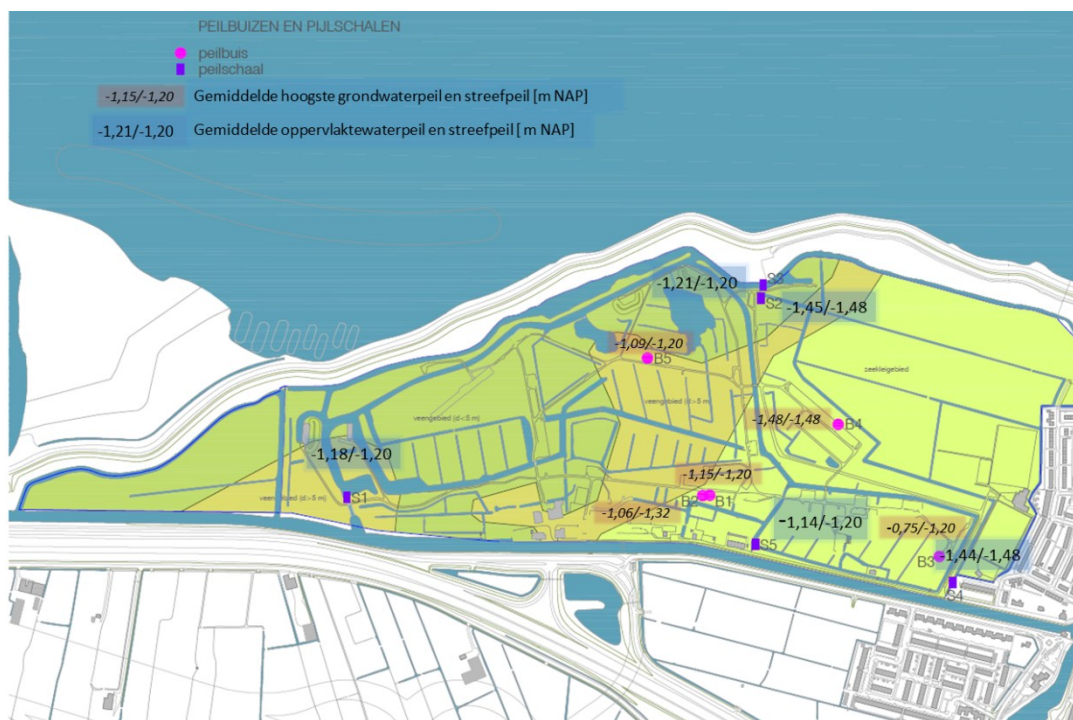 PEILBUIZEN EN PIJLSCHALEN
peilbuis
peilschaal
-1,15/-1,20 Gemiddelde hoogste grondwaterpeil en streefpeil [m NAP]
-1,21/-1,20 Gemiddelde oppervlaktewaterpeil en streefpeil [ m NAP]
-1,21/-1,20
S3
S2
-1,45/-1,48
-1,09/-1,20
B5
zeekleigebied
veengebied (d < 5 m)
veengebied (d > 5 m)
-1,48/-1,48
B4
-1,18/-1,20
-1,15/-1,20
veengebied (d > 5 m)
S1
B2
B1
-1,06/-1,32
-1,14/-1,20
-0,75/-1,20
S5
B3
-1,44/-1,48
S4